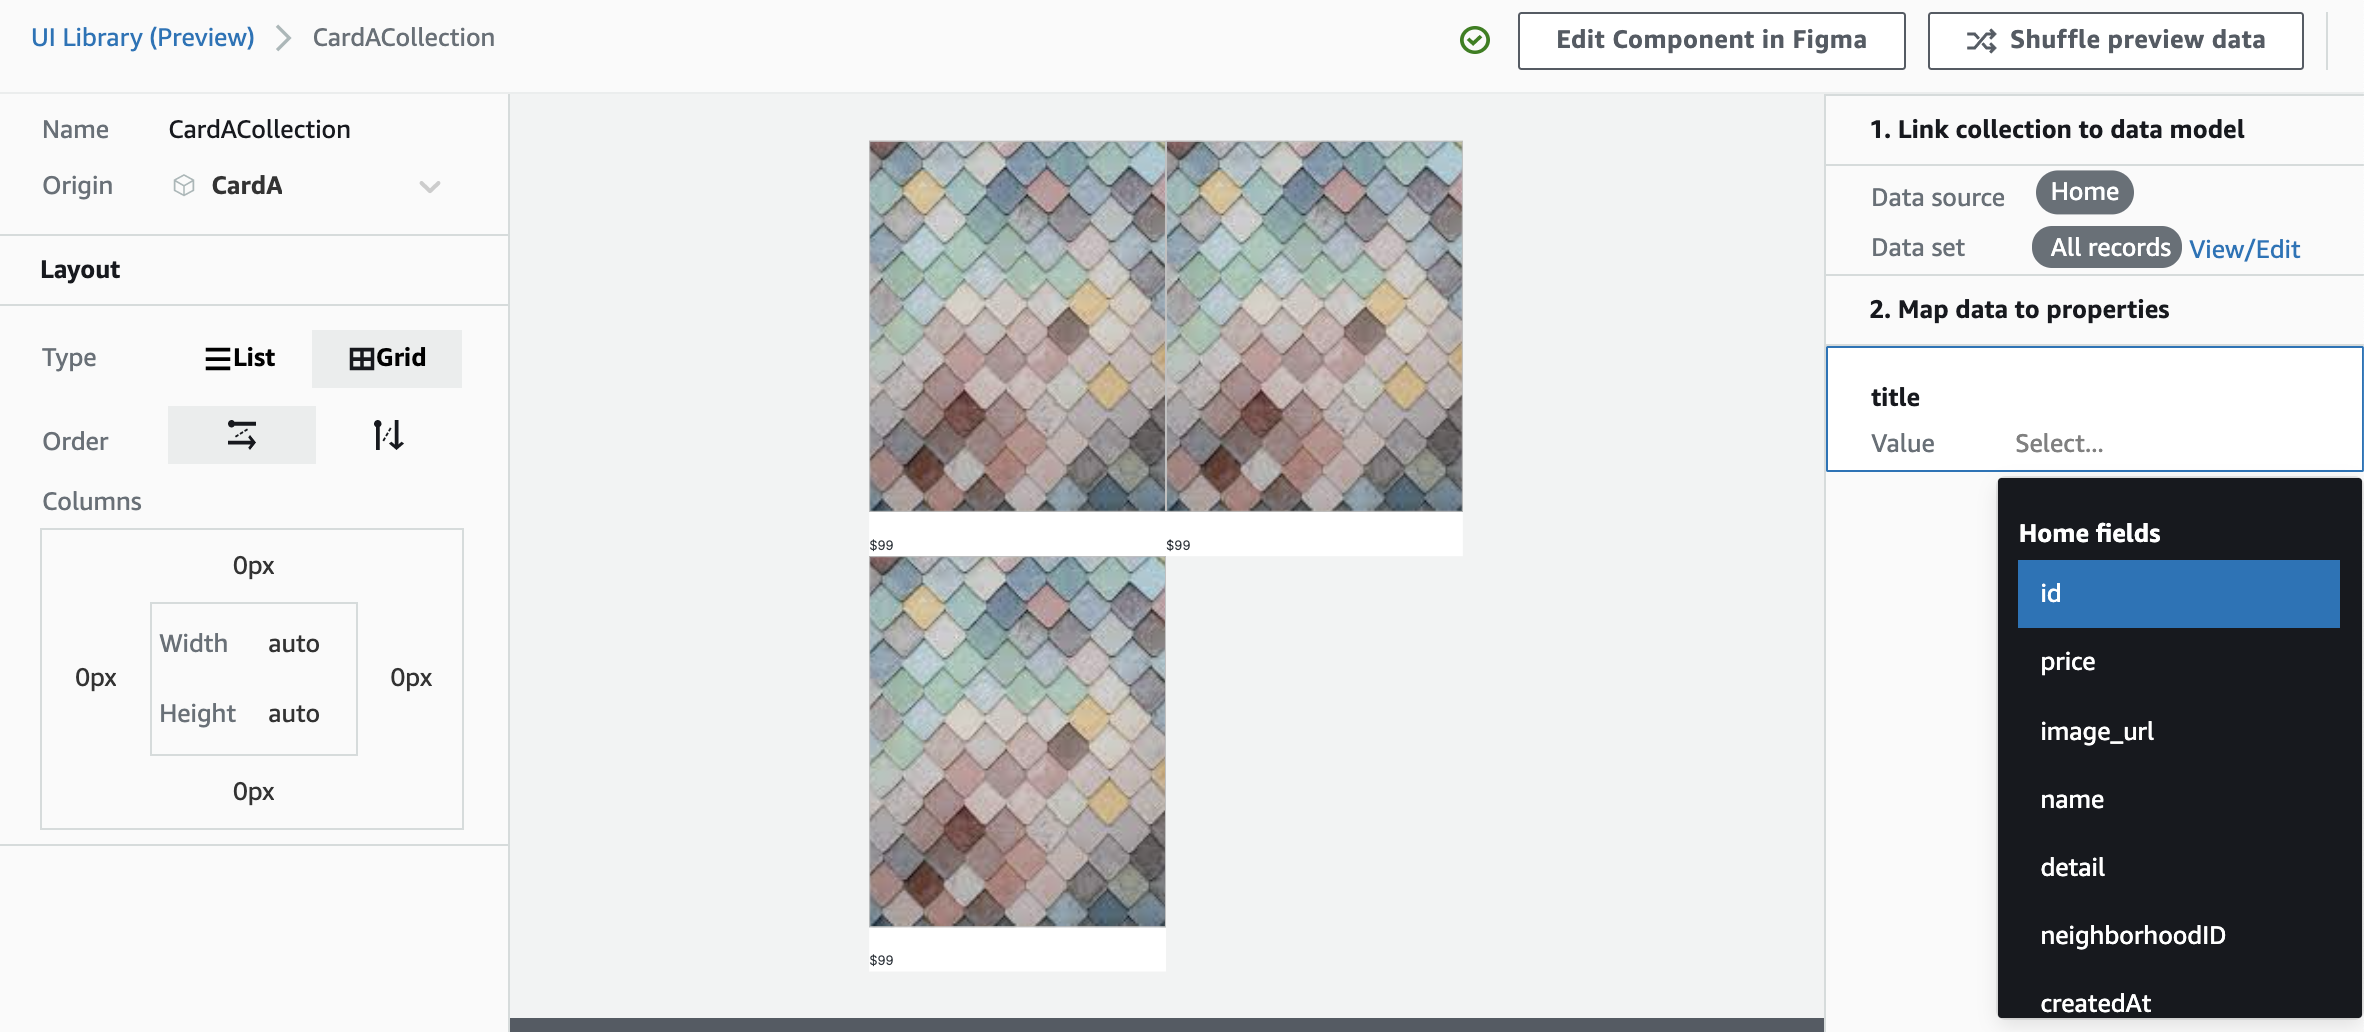 UI Library (Preview) CardACollection
Edit Component in Figma
Shuffle preview data
Name CardACollection
Origin CardA
Layout
Type List Grid
Order
Columns
0px
Width auto
0px 0px
Height auto
0px
$99 $99
$99
1. Link collection to data model
Data source Home
Data set All records View/Edit
2. Map data to properties
title
Value Select...
Home fields
id
price
image_url
name
detail
neighborhoodID
createdAt